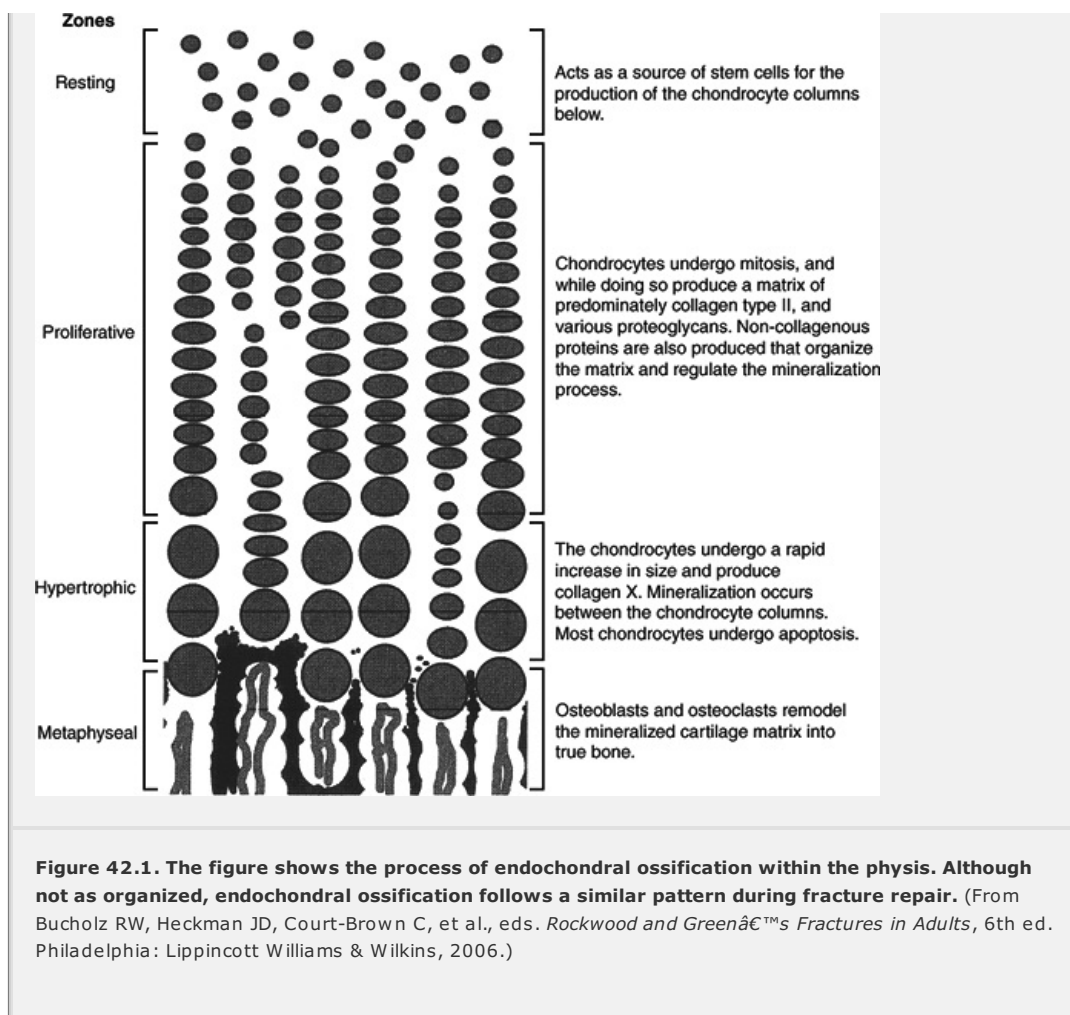 Zones
Resting
Acts as a source of stem cells for the
production of the chondrocyte columns
below.
Proliferative
Chondrocytes undergo mitosis, and
while doing so produce a matrix of
predominately collagen type II, and
various proteoglycans. Non-collagenous
proteins are also produced that organize
the matrix and regulate the mineralization
process.
Hypertrophic
The chondrocytes undergo a rapid
increase in size and produce
collagen X. Mineralization occurs
between the chondrocyte columns.
Most chondrocytes undergo apoptosis.
Metaphyseal
Osteoblasts and osteoclasts remodel
the mineralized cartilage matrix into
true bone.
Figure 42.1. The figure shows the process of endochondral ossification within the physis. Although
not as organized, endochondral ossification follows a similar pattern during fracture repair. (From
Bucholz RW, Heckman JD, Court-Brown C, et al., eds. Rockwood and Greenâ€™s Fractures in Adults, 6th ed.
Philadelphia: Lippincott Williams & Wilkins, 2006.)